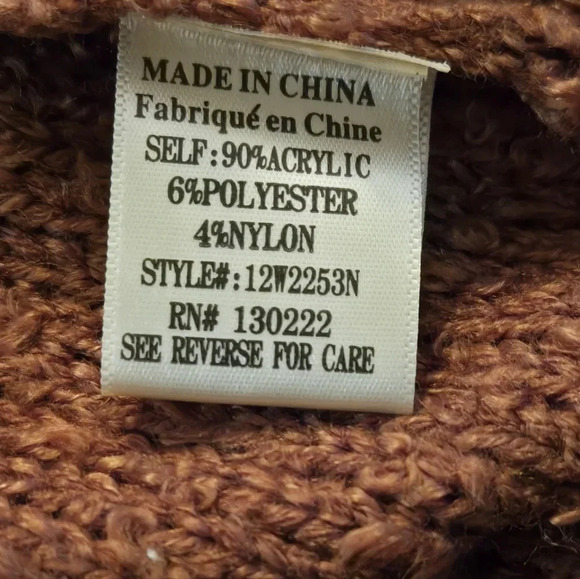 MADE IN CHINA
Fabriqué en Chine
SELF:90%ACRYLIC
6%POLYESTER
4%NYLON
STYLE#:12W2253N
RN# 130222
SEE REVERSE FOR CARE